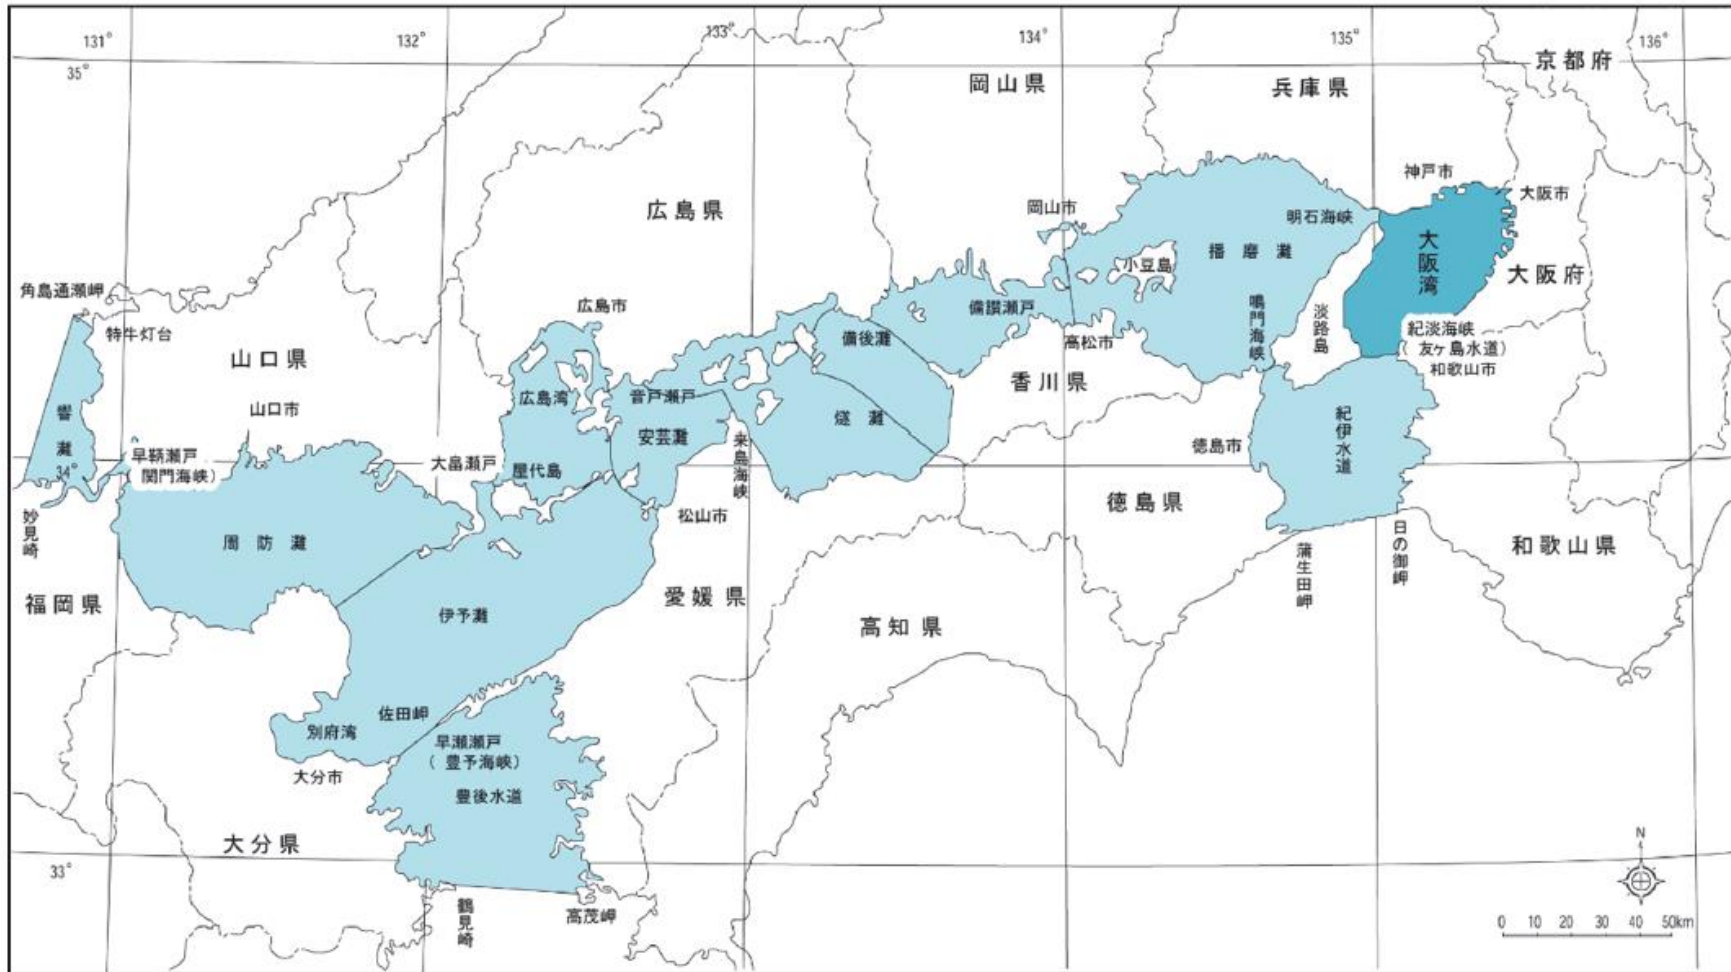 131°
132°
133°
134°
135°
136°
35°
京都府
岡山県
兵庫県
神戸市
大阪市
広島県
岡山市
明石海峡
大阪湾
播磨灘
小豆島
大阪府
角島通瀬岬
特牛灯台
広島市
備讃瀬戸
鳴門海峡
淡路島
紀淡海峡
(友ヶ島水道)
和歌山市
山口県
備後灘
高松市
香川県
山口市
広島湾
音戸瀬戸
燧灘
響灘
安芸灘
来島海峡
紀伊水道
徳島市
34°
早鞆瀬戸
(関門海峡)
大畠瀬戸
屋代島
徳島県
妙見崎
松山市
周防灘
蒲生田岬
日の御岬
和歌山県
福岡県
愛媛県
伊予灘
高知県
佐田岬
別府湾
早瀬瀬戸
(豊予海峡)
大分市
豊後水道
大分県
33°
鶴見崎
高茂岬
N
0 10 20 30 40 50km